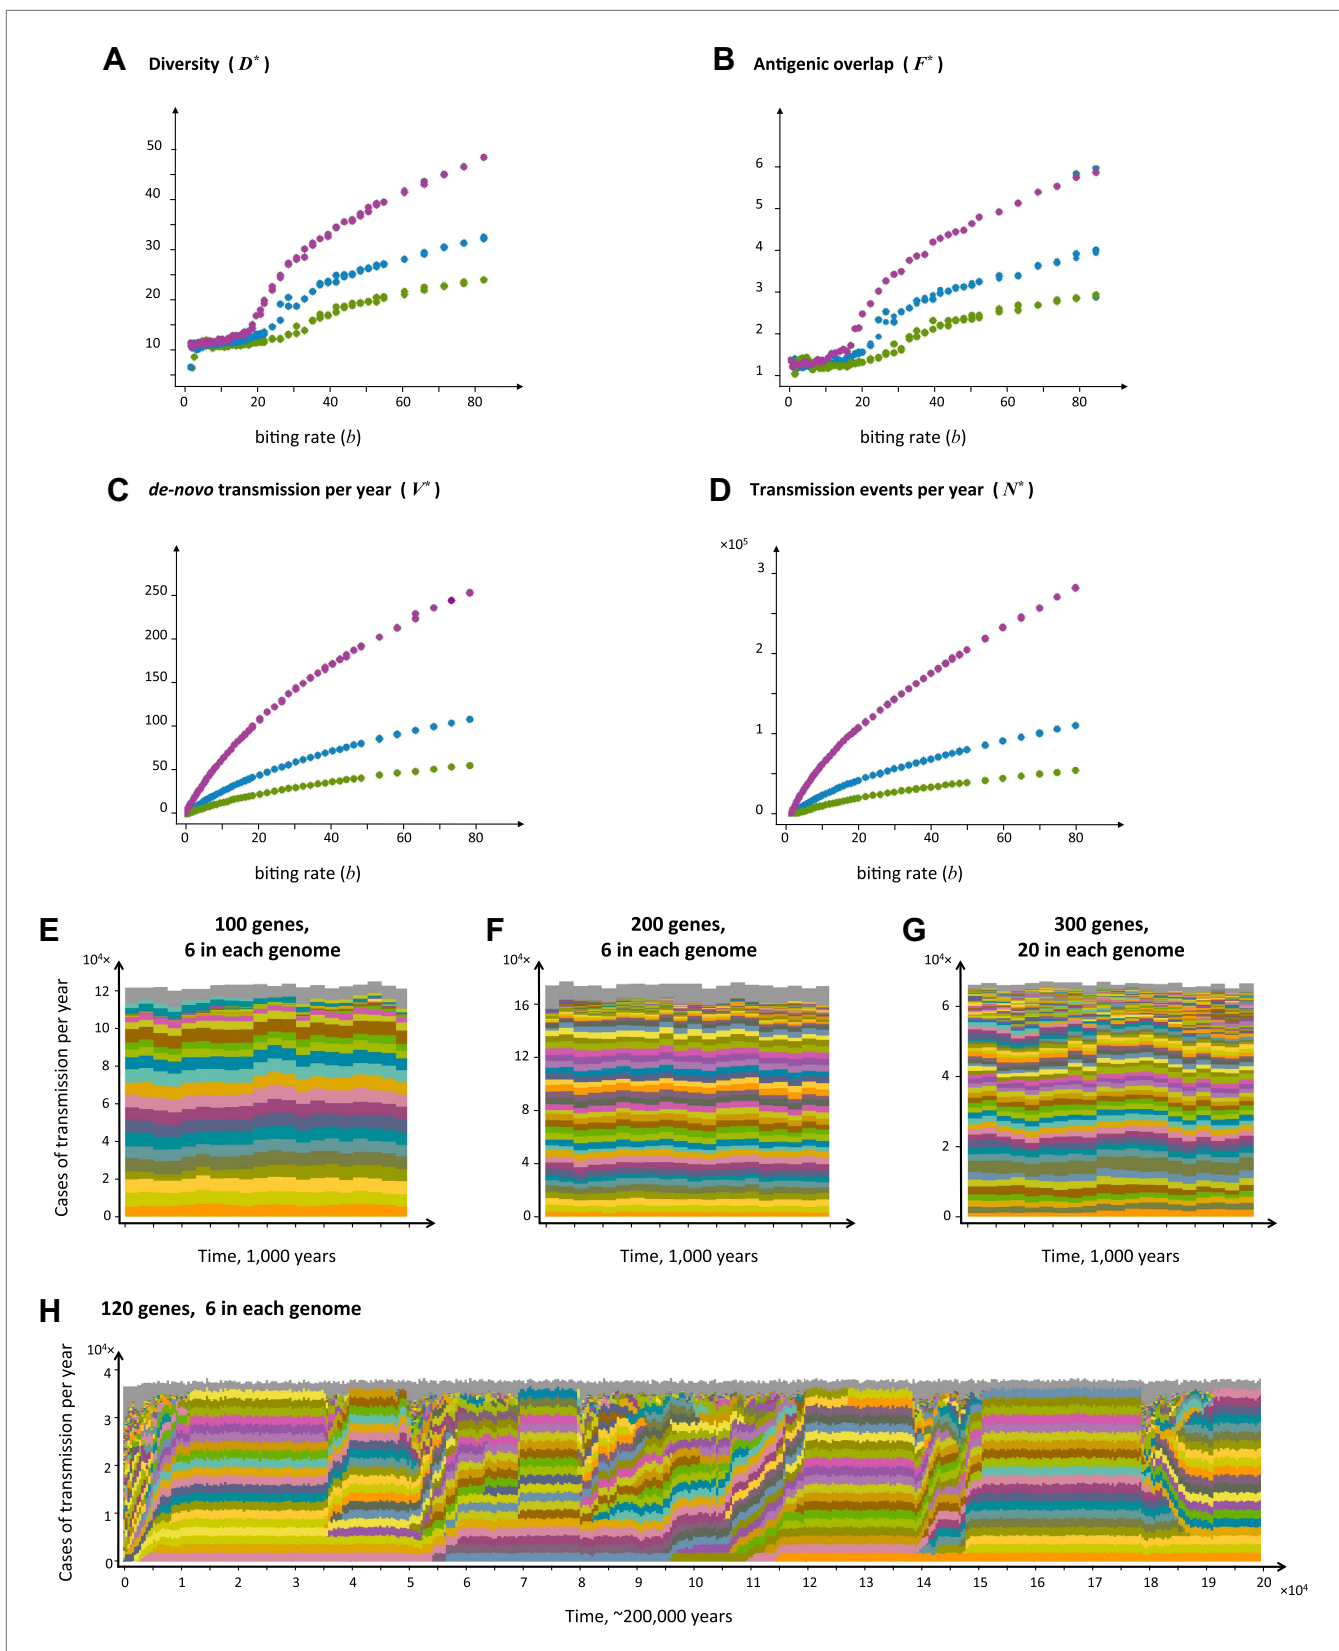 A Diversity ( D* )
50
40
30
20
10
0 20 40 60 80
biting rate (b)
B Antigenic overlap ( F* )
6
5
4
3
2
1
0 20 40 60 80
biting rate (b)
C de-novo transmission per year ( V* )
250
200
150
100
50
0
0 20 40 60 80
biting rate (b)
D Transmission events per year ( N* )
×10⁵
3
2
1
0
0 20 40 60 80
biting rate (b)
E 100 genes,
6 in each genome
10⁴×
12
10
8
6
4
2
0
Cases of transmission per year
Time, 1,000 years
F 200 genes,
6 in each genome
10⁴×
16
12
8
4
0
Time, 1,000 years
G 300 genes,
20 in each genome
10⁴×
6
4
2
0
Time, 1,000 years
H 120 genes, 6 in each genome
10⁴×
4
3
2
1
0
Cases of transmission per year
0 1 2 3 4 5 6 7 8 9 10 11 12 13 14 15 16 17 18 19 20
×10⁴
Time, ~200,000 years